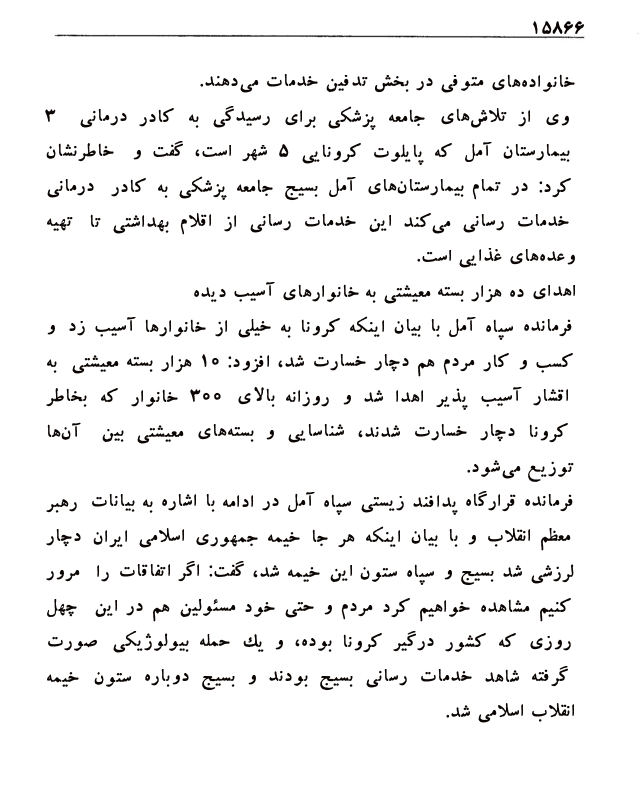 ۱۵۸۶۶
خانواده‌های متوفی در بخش تدفین خدمات می‌دهند.
وی از تلاش‌های جامعه پزشکی برای رسیدگی به کادر درمانی ۳
بیمارستان آمل که پایلوت کرونایی ۵ شهر است، گفت و خاطرنشان
کرد: در تمام بیمارستان‌های آمل بسیج جامعه پزشکی به کادر درمانی
خدمات رسانی می‌کند این خدمات رسانی از اقلام بهداشتی تا تهیه
وعده‌های غذایی است.
اهدای ده هزار بسته معیشتی به خانوارهای آسیب دیده
فرمانده سپاه آمل با بیان اینکه کرونا به خیلی از خانوارها آسیب زد و
کسب و کار مردم هم دچار خسارت شد، افزود: ۱۰ هزار بسته معیشتی به
اقشار آسیب پذیر اهدا شد و روزانه بالای ۳۰۰ خانوار که بخاطر
کرونا دچار خسارت شدند، شناسایی و بسته‌های معیشتی بین آن‌ها
توزیع می‌شود.
فرمانده قرارگاه پدافند زیستی سپاه آمل در ادامه با اشاره به بیانات رهبر
معظم انقلاب و با بیان اینکه هر جا خیمه جمهوری اسلامی ایران دچار
لرزشی شد بسیج و سپاه ستون این خیمه شد، گفت: اگر اتفاقات را مرور
کنیم مشاهده خواهیم کرد مردم و حتی خود مسئولین هم در این چهل
روزی که کشور درگیر کرونا بوده، و یك حمله بیولوژیکی صورت
گرفته شاهد خدمات رسانی بسیج بودند و بسیج دوباره ستون خیمه
انقلاب اسلامی شد.